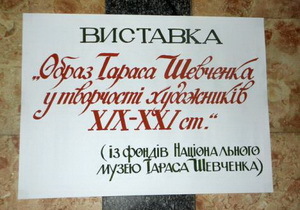 ВИСТАВКА
„Образ Тараса Шевченка
у творчості художників
XIX-XXI ст."
(із фондів Національного
музею Тараса Шевченка)